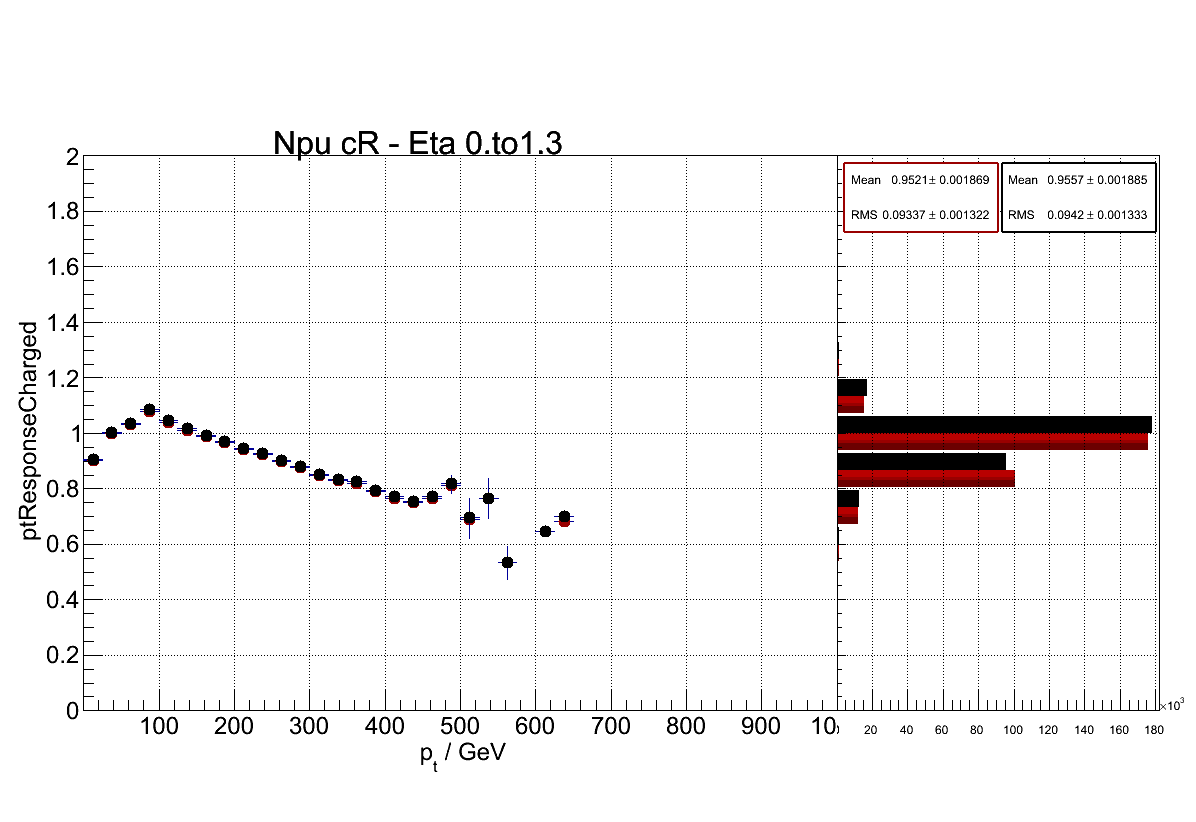 Npu cR - Eta 0.to1.3
ptResponseCharged
2
1.8
1.6
1.4
1.2
1
0.8
0.6
0.4
0.2
0
100 200 300 400 500 600 700 800 900
p_t / GeV
Mean 0.9521 ± 0.001869
RMS 0.09337 ± 0.001322
Mean 0.9557 ± 0.001885
RMS 0.0942 ± 0.001333
20 40 60 80 100 120 140 160 180
×10³